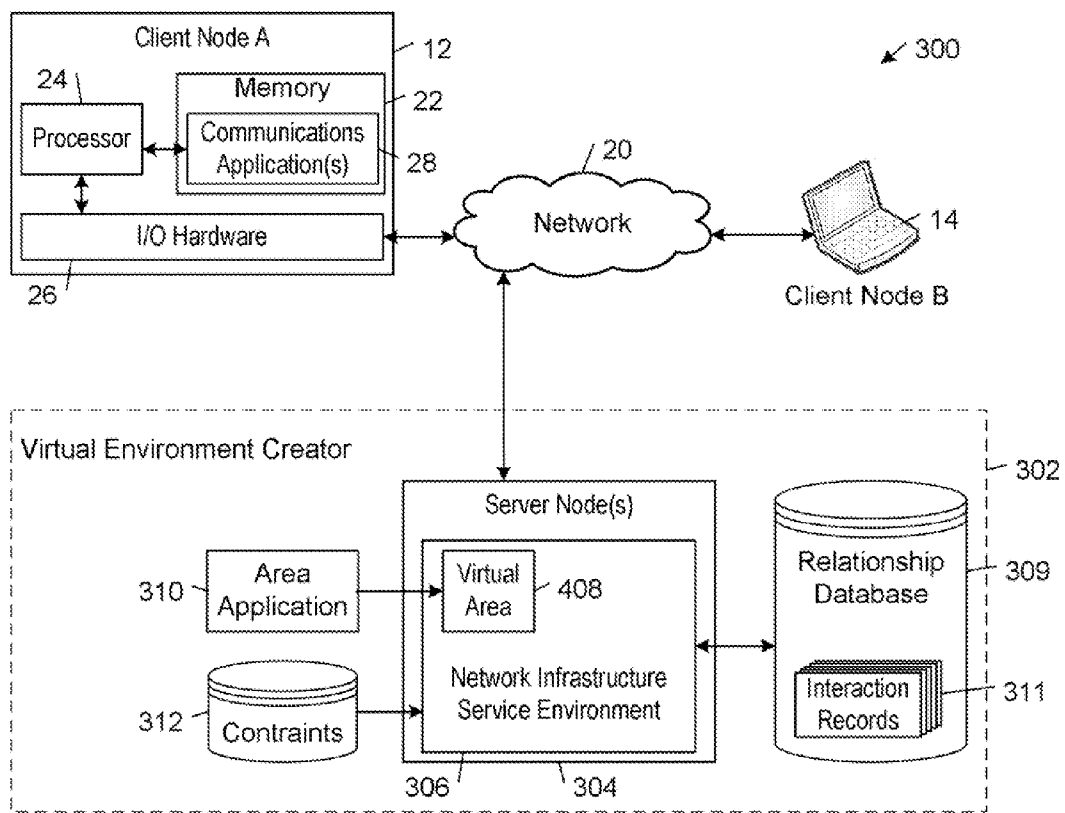 Client Node A
12
300
24
Memory
22
Processor
Communications
Application(s)
28
20
Network
14
I/O Hardware
26
Client Node B
Virtual Environment Creator
302
Server Node(s)
310
Area
Application
Virtual
Area
408
Relationship
Database
309
Network Infrastructure
Service Environment
312
Contraints
Interaction
Records
311
306
304